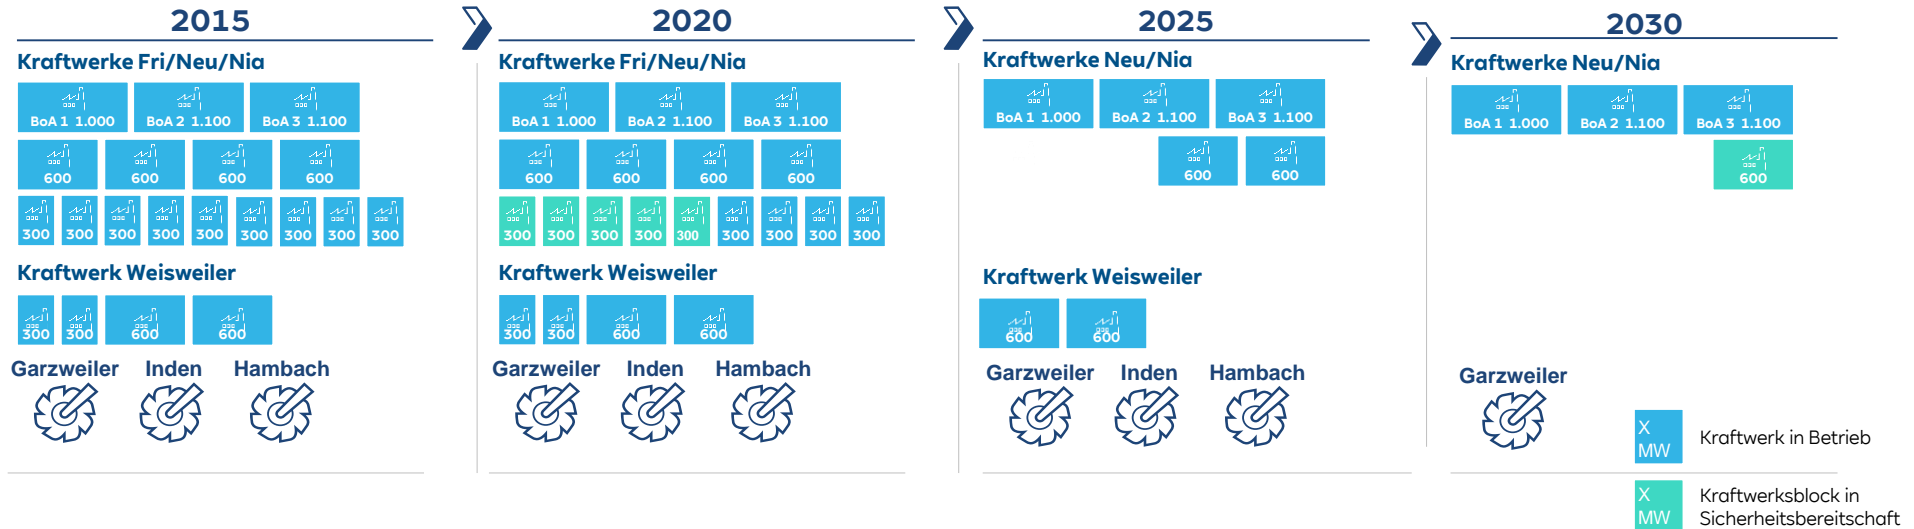 2015
Kraftwerke Fri/Neu/Nia
BoA 1 1.000 BoA 2 1.100 BoA 3 1.100
600 600 600 600
300 300 300 300 300 300 300 300 300
Kraftwerk Weisweiler
300 300 600 600
Garzweiler Inden Hambach
2020
Kraftwerke Fri/Neu/Nia
BoA 1 1.000 BoA 2 1.100 BoA 3 1.100
600 600 600 600
300 300 300 300 300 300 300 300 300
Kraftwerk Weisweiler
300 300 600 600
Garzweiler Inden Hambach
2025
Kraftwerke Neu/Nia
BoA 1 1.000 BoA 2 1.100 BoA 3 1.100
600 600
Kraftwerk Weisweiler
600 600
Garzweiler Inden Hambach
2030
Kraftwerke Neu/Nia
BoA 1 1.000 BoA 2 1.100 BoA 3 1.100
600
Garzweiler
X
MW
Kraftwerk in Betrieb
X
MW
Kraftwerksblock in
Sicherheitsbereitschaft